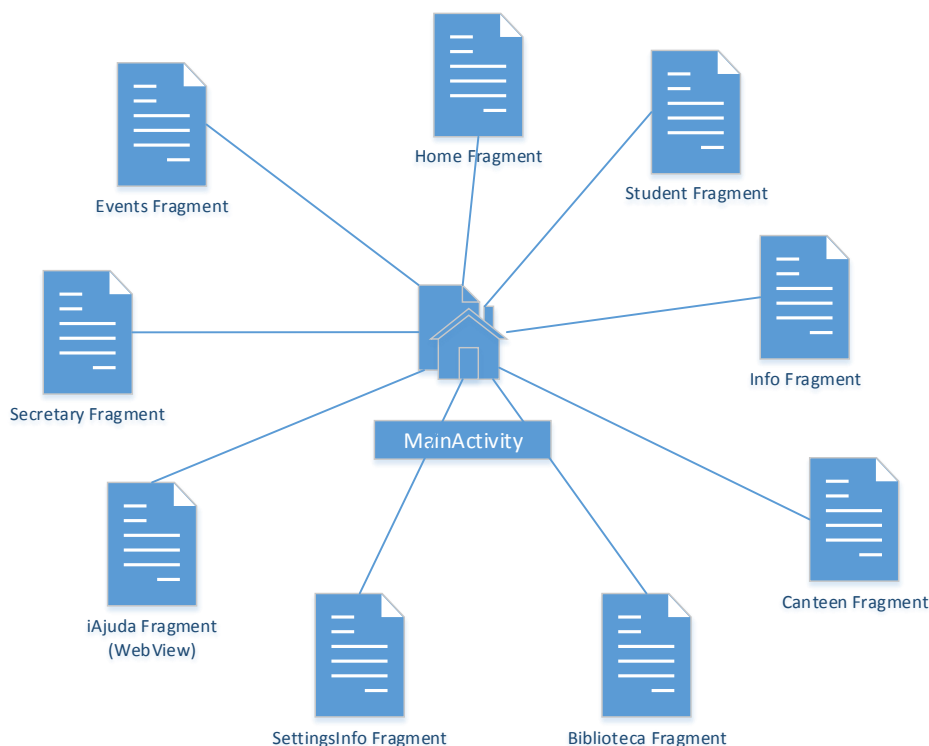 Home Fragment
Events Fragment
Student Fragment
Info Fragment
Secretary Fragment
MainActivity
Canteen Fragment
iAjuda Fragment
(WebView)
SettingsInfo Fragment
Biblioteca Fragment